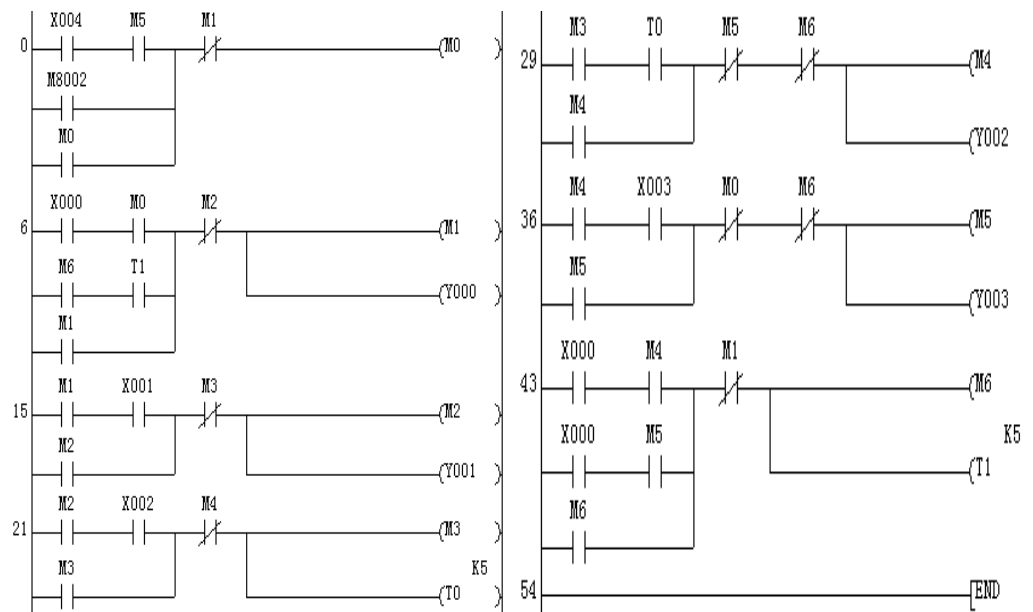 X004 M5 M1
0 (M0 )
M8002
M0
X000 M0 M2
6 (M1 )
M6 T1
(Y000 )
M1
M1 X001 M3
15 (M2 )
M2
(Y001 )
M2 X002 M4
21 (M3 )
M3 K5
(T0 )
M3 T0 M5 M6
29 (M4
M4
(Y002
M4 X003 M0 M6
36 (M5
M5
(Y003
X000 M4 M1
43 (M6
X000 M5 K5
(T1
M6
54 [END